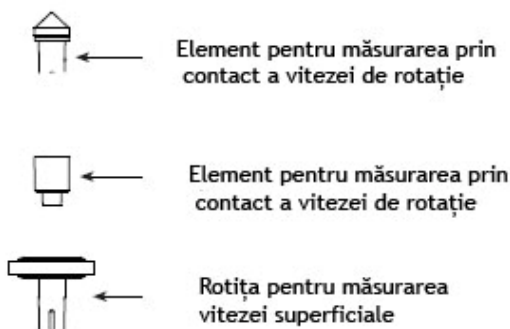 Element pentru măsurarea prin
contact a vitezei de rotație
Element pentru măsurarea prin
contact a vitezei de rotație
Rotița pentru măsurarea
vitezei superficiale